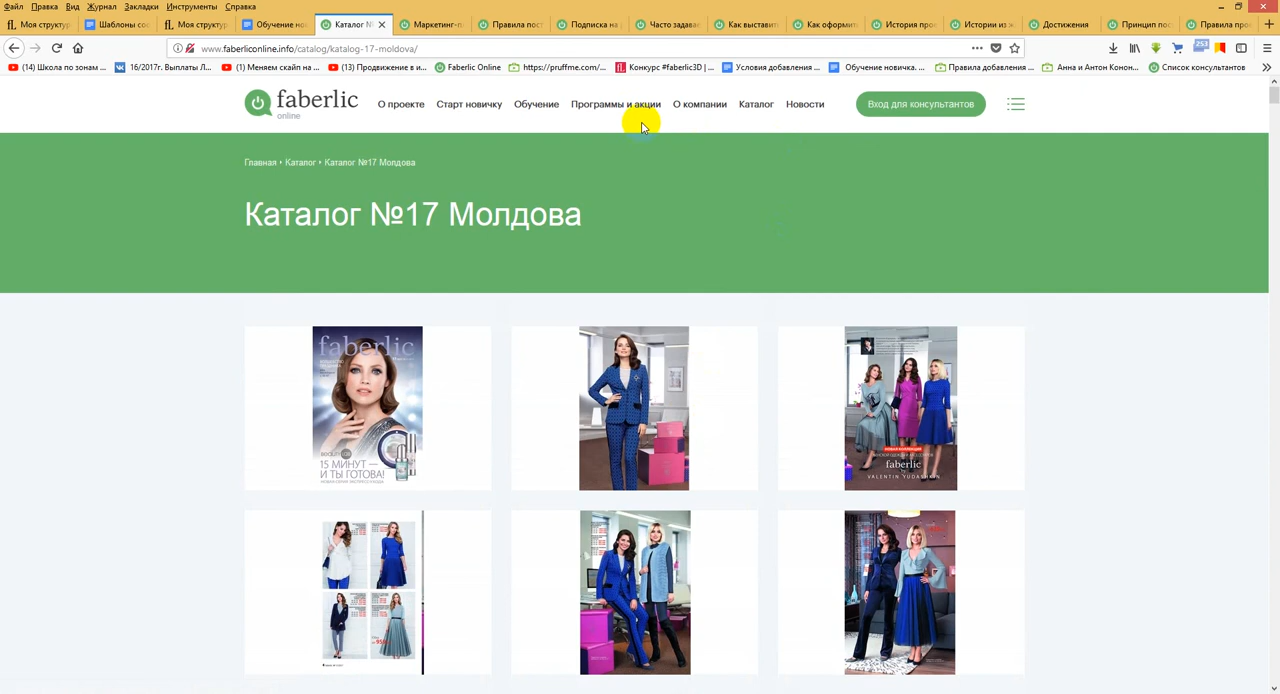 Файл Правка Вид Журнал Закладки Инструменты Справка
Моя структур
Шаблоны соо
Моя структур
Обучение но
Каталог №
Маркетинг-п
Правила пост
Подписка на
Часто задава
Как выставит
Как оформит
История про
Истории из ж
Достижения
Принцип пос
Правила про
www.faberliconline.info/catalog/katalog-17-moldova/
253
(14) Школа по зонам ...
16/2017г. Выплаты Л...
(1) Меняем скайп на ...
(13) Продвижение в и...
Faberlic Online
https://pruffme.com/...
Конкурс #faberlic3D | ...
Условия добавления ...
Обучение новичка. ...
Правила добавления ...
Анна и Антон Конон...
Список консультантов
faberlic
online
О проекте
Старт новичку
Обучение
Программы и акции
О компании
Каталог
Новости
Вход для консультантов
Главная • Каталог • Каталог №17 Молдова
Каталог №17 Молдова
faberlic
15 МИНУТ —
И ТЫ ГОТОВА!
faberlic
VALENTIN YUDASHKIN